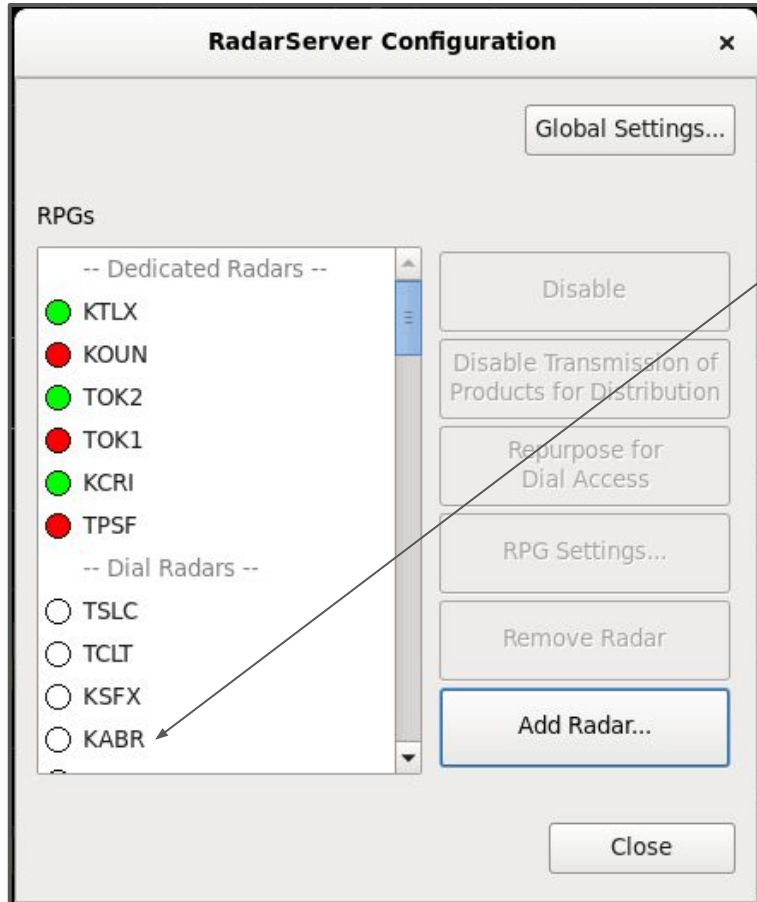 RadarServer Configuration ×
Global Settings...
RPGs
-- Dedicated Radars --
KTLX
KOUN
TOK2
TOK1
KCRI
TPSF
-- Dial Radars --
TSLC
TCLT
KSFX
KABR
Disable
Disable Transmission of
Products for Distribution
Repurpose for
Dial Access
RPG Settings...
Remove Radar
Add Radar...
Close